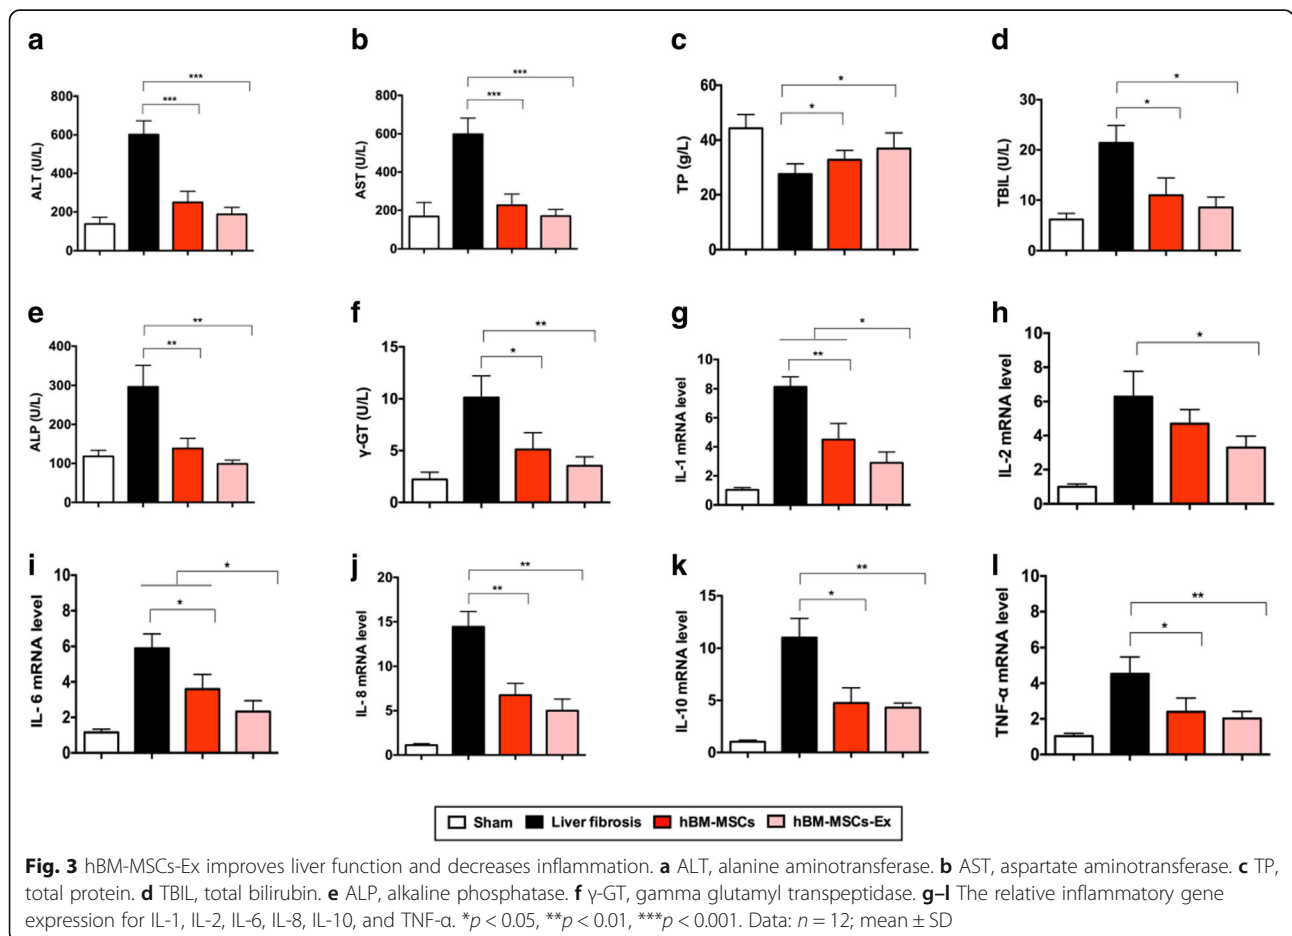 a
b
c
d
***
***
ALT (U/L)
800
600
400
200
0
***
***
AST (U/L)
800
600
400
200
0
*
*
TP (g/L)
60
40
20
0
*
*
TBIL (U/L)
30
20
10
0
e
f
g
h
**
**
ALP (U/L)
400
300
200
100
0
**
*
γ-GT (U/L)
15
10
5
0
*
**
IL-1 mRNA level
10
8
6
4
2
0
*
IL-2 mRNA level
10
8
6
4
2
0
i
j
k
l
*
*
IL- 6 mRNA level
10
8
6
4
2
0
**
**
IL- 8 mRNA level
20
15
10
5
0
**
*
IL-10 mRNA level
15
10
5
0
**
*
TNF-α mRNA level
10
8
6
4
2
0
Sham Liver fibrosis hBM-MSCs hBM-MSCs-Ex
Fig. 3 hBM-MSCs-Ex improves liver function and decreases inflammation. a ALT, alanine aminotransferase. b AST, aspartate aminotransferase. c TP,
total protein. d TBIL, total bilirubin. e ALP, alkaline phosphatase. f γ-GT, gamma glutamyl transpeptidase. g–l The relative inflammatory gene
expression for IL-1, IL-2, IL-6, IL-8, IL-10, and TNF-α. *p < 0.05, **p < 0.01, ***p < 0.001. Data: n = 12; mean ± SD